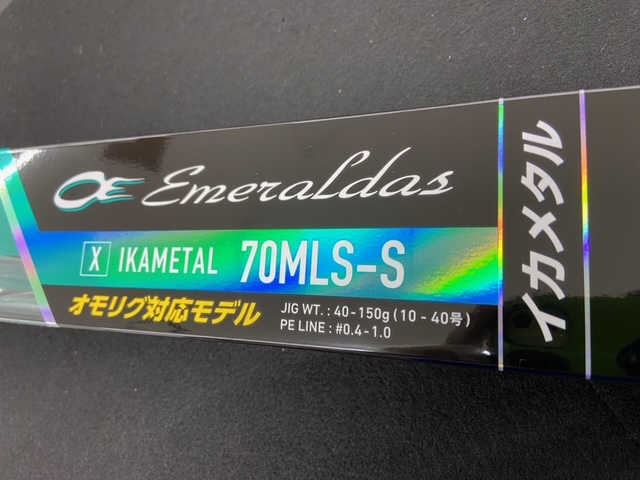 Œ Emeraldas
X IKAMETAL 70MLS-S
オモリグ対応モデル
JIG WT. : 40-150g (10 - 40号)
PE LINE : #0.4-1.0
イカメタル